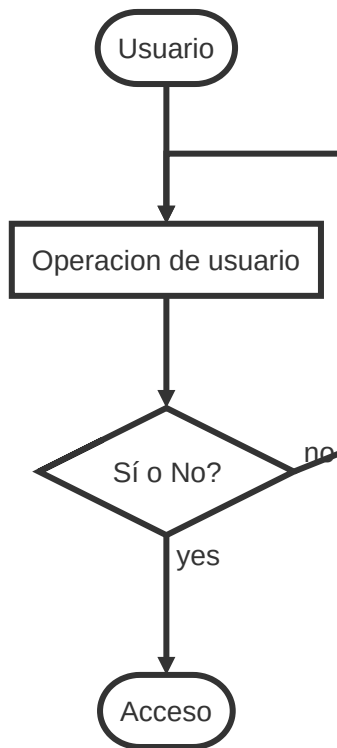 Usuario
Operacion de usuario
Sí o No?
no
yes
Acceso